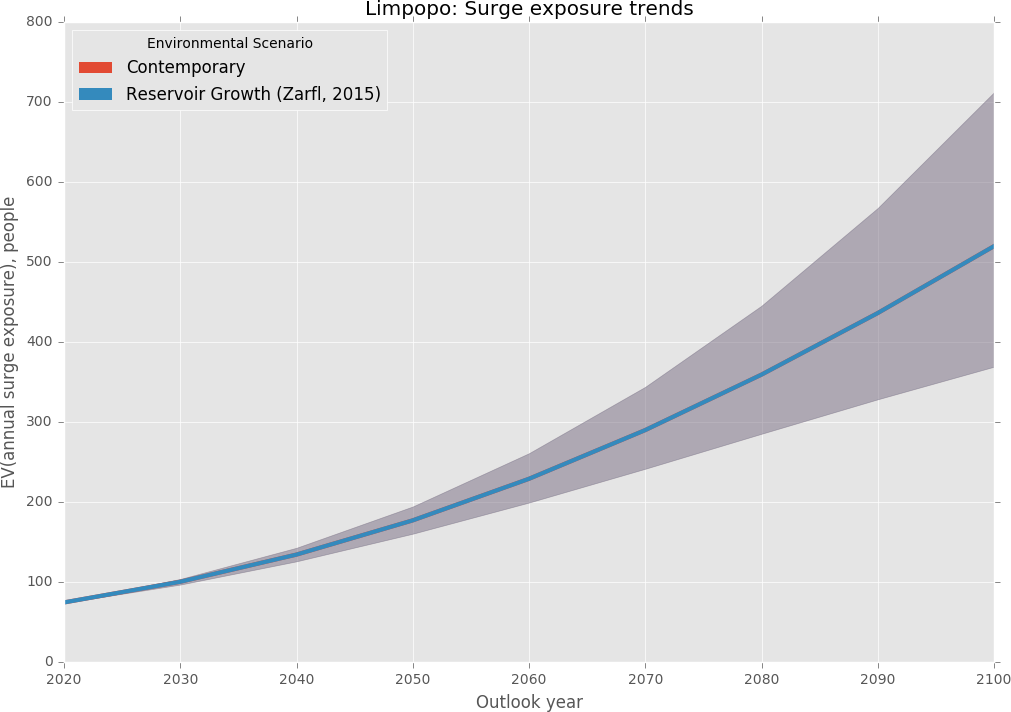 Limpopo: Surge exposure trends
Environmental Scenario
Contemporary
Reservoir Growth (Zarfl, 2015)
EV(annual surge exposure), people
800
700
600
500
400
300
200
100
0
2020 2030 2040 2050 2060 2070 2080 2090 2100
Outlook year